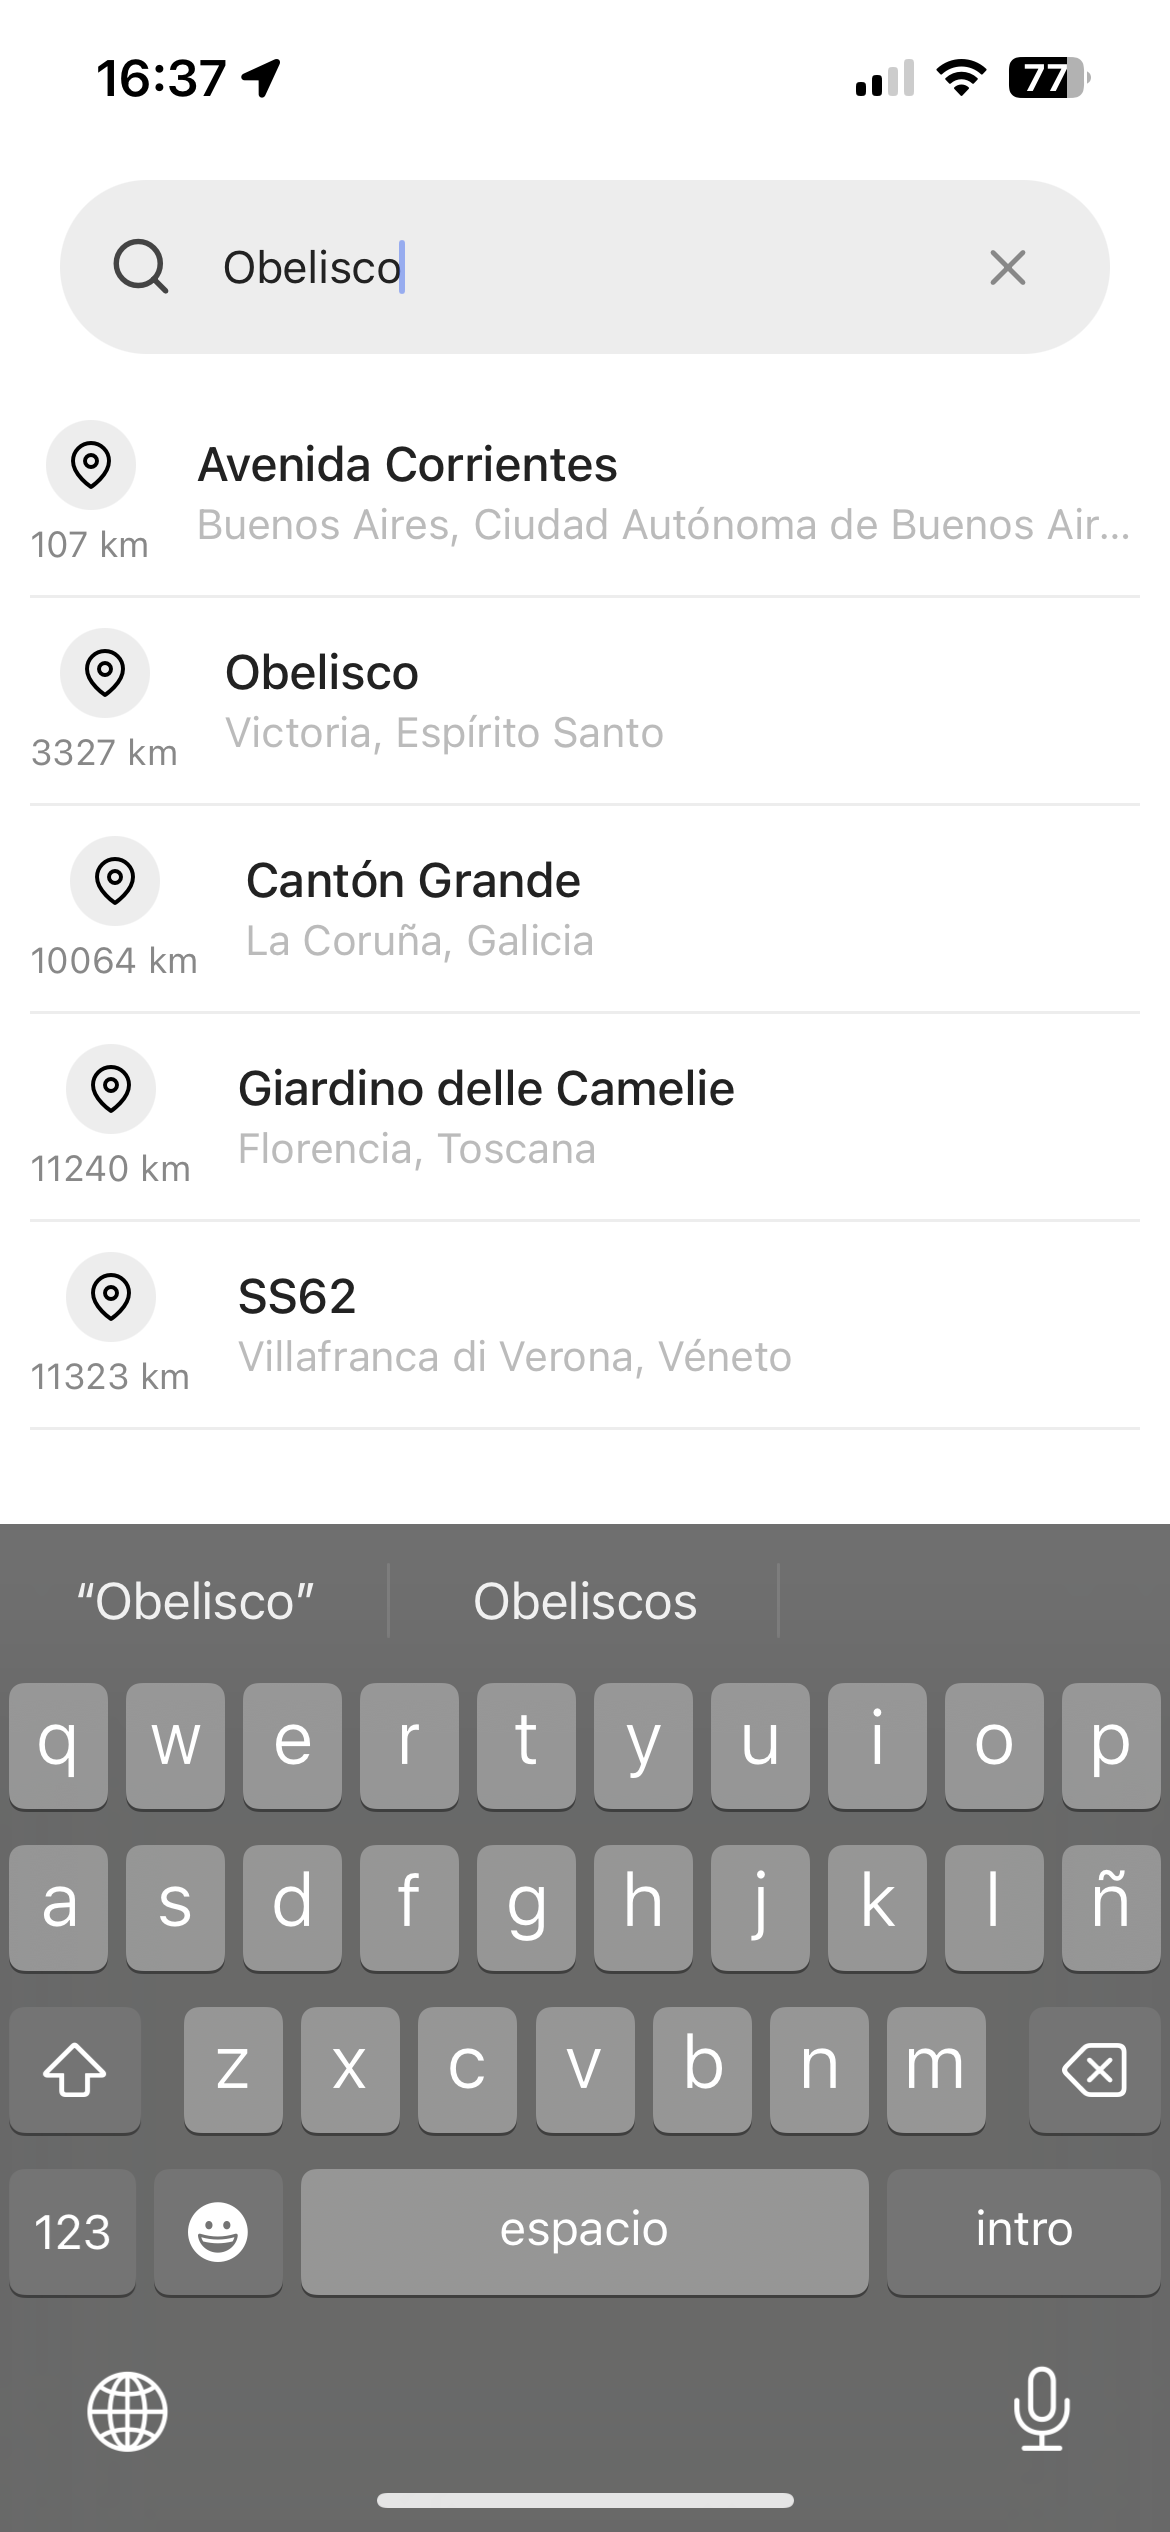 16:37
77
Obelisco
Avenida Corrientes
Buenos Aires, Ciudad Autónoma de Buenos Air...
107 km
Obelisco
Victoria, Espírito Santo
3327 km
Cantón Grande
La Coruña, Galicia
10064 km
Giardino delle Camelie
Florencia, Toscana
11240 km
SS62
Villafranca di Verona, Véneto
11323 km
“Obelisco” Obeliscos
q w e r t y u i o p
a s d f g h j k l ñ
z x c v b n m
123 espacio intro